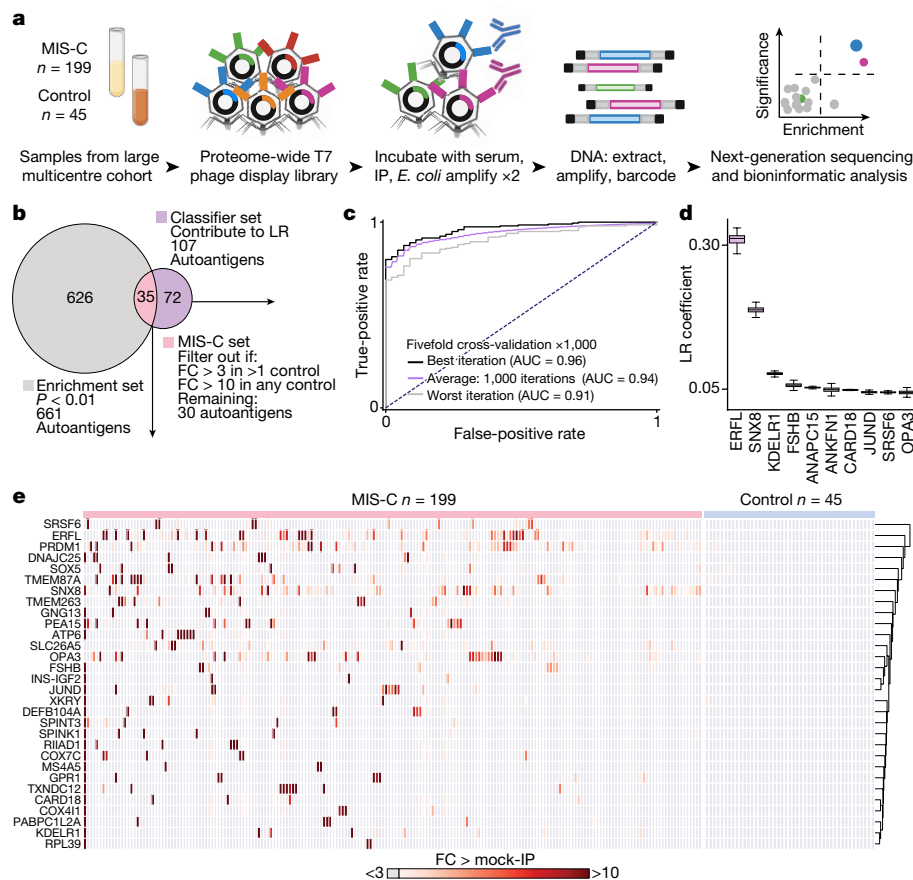 a
MIS-C
n = 199
Control
n = 45
Significance
Enrichment
Samples from large
multicentre cohort
Proteome-wide T7
phage display library
Incubate with serum,
IP, E. coli amplify ×2
DNA: extract,
amplify, barcode
Next-generation sequencing
and bioninformatic analysis
b
Classifier set
Contribute to LR
107
Autoantigens
626
35
72
MIS-C set
Filter out if:
FC > 3 in >1 control
FC > 10 in any control
Remaining:
30 autoantigens
Enrichment set
P < 0.01
661
Autoantigens
c
1
True-positive rate
Fivefold cross-validation ×1,000
Best iteration (AUC = 0.96)
Average: 1,000 iterations (AUC = 0.94)
Worst iteration (AUC = 0.91)
0
0
1
False-positive rate
d
LR coefficient
0.30
0.05
ERFL
SNX8
KDELR1
FSHB
ANAPC15
ANKFN1
CARD18
JUND
SRSF6
OPA3
e
MIS-C n = 199
Control n = 45
SRSF6
ERFL
PRDM1
DNAJC25
SOX5
TMEM87A
SNX8
TMEM263
GNG13
PEA15
ATP6
SLC26A5
OPA3
FSHB
INS-IGF2
JUND
XKRY
DEFB104A
SPINT3
SPINK1
RIIAD1
COX7C
MS4A5
GPR1
TXNDC12
CARD18
COX4I1
PABPC1L2A
KDELR1
RPL39
FC > mock-IP
<3
>10